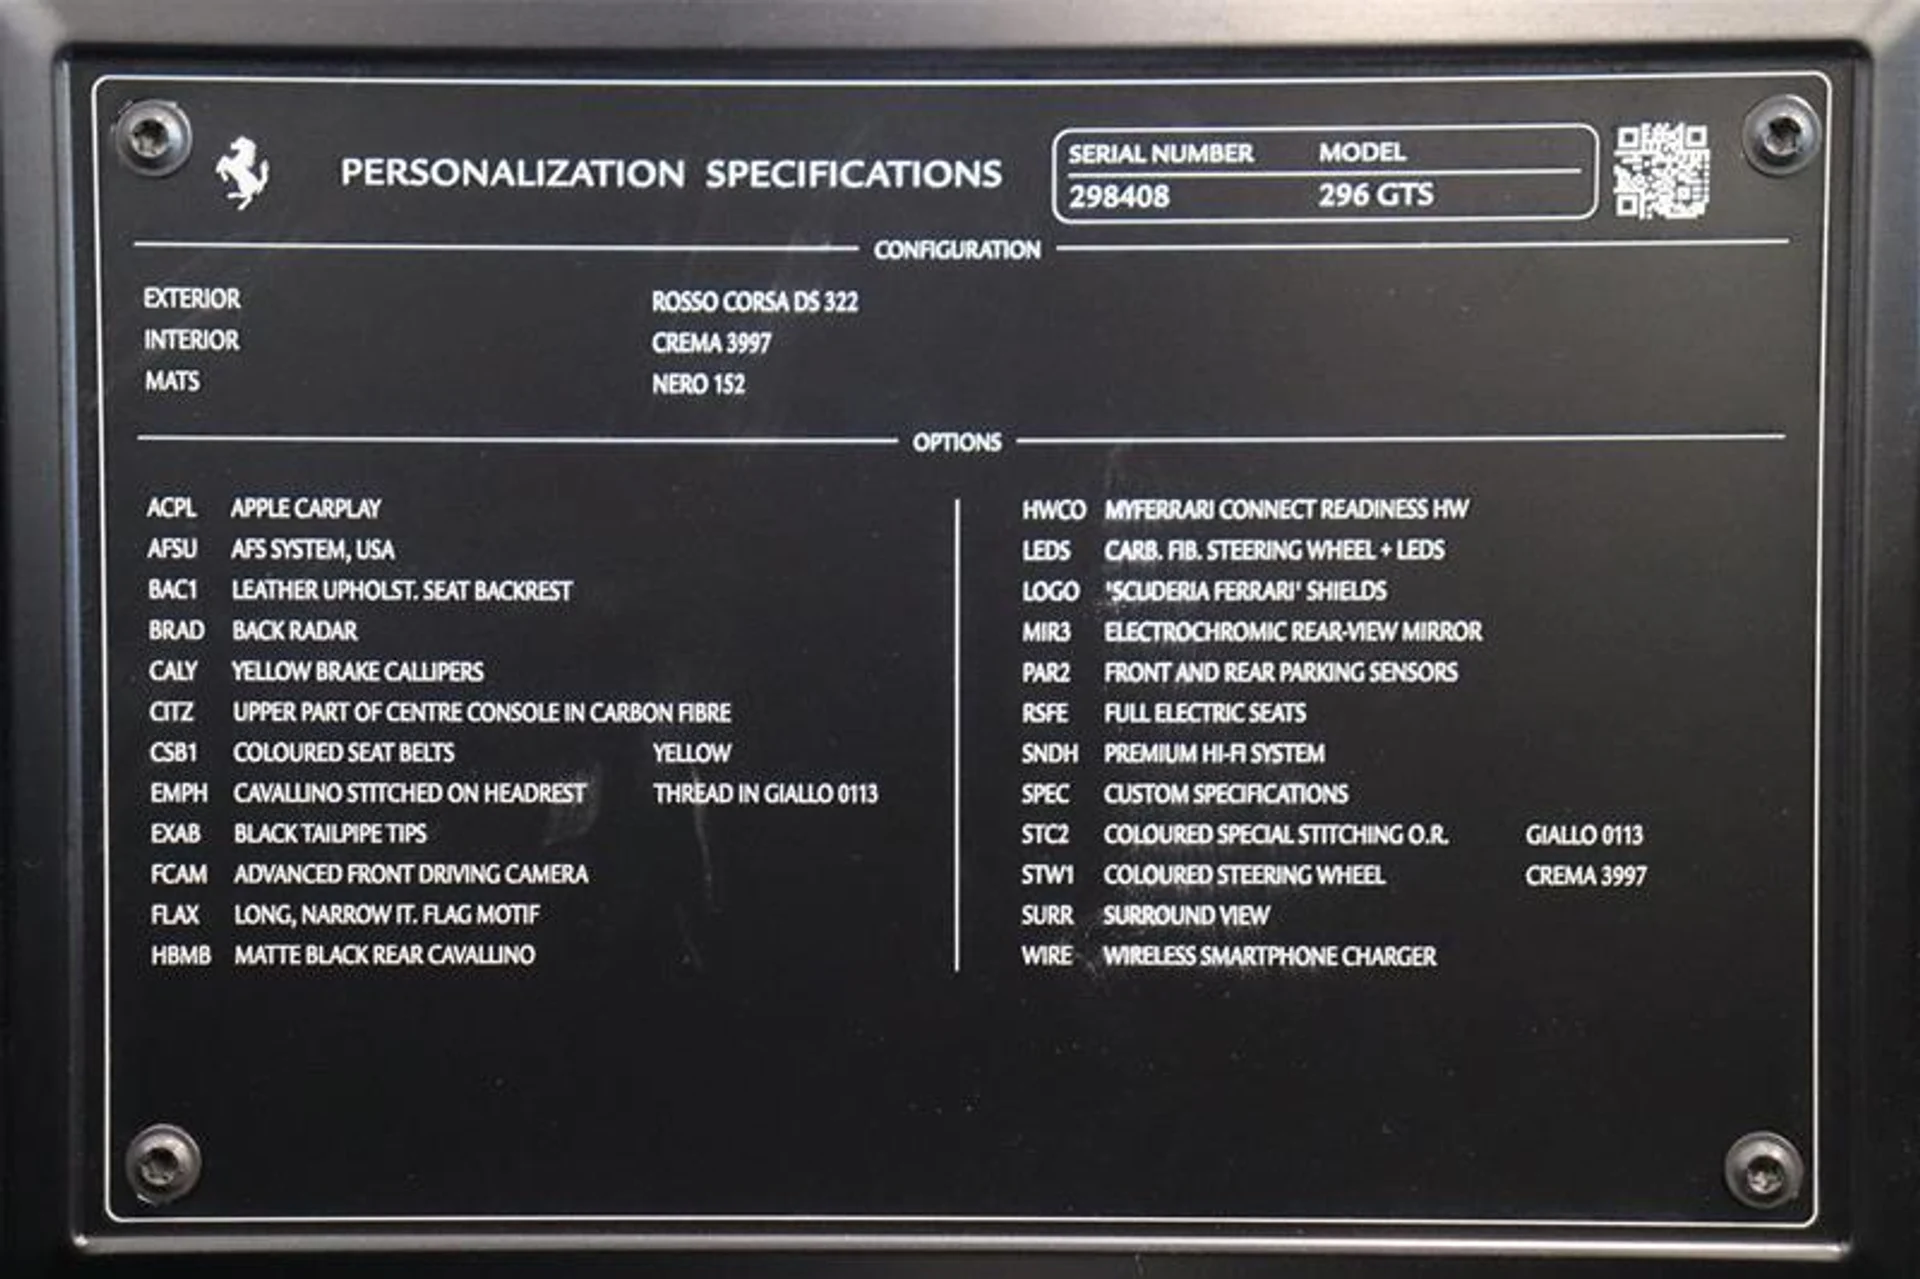 PERSONALIZATION SPECIFICATIONS
SERIAL NUMBER MODEL
298408 296 GTS
CONFIGURATION
EXTERIOR ROSSO CORSA DS 322
INTERIOR CREMA 3997
MATS NERO 152
OPTIONS
ACPL APPLE CARPLAY
AFSU AFS SYSTEM, USA
BAC1 LEATHER UPHOLST. SEAT BACKREST
BRAD BACK RADAR
CALY YELLOW BRAKE CALLIPERS
CITZ UPPER PART OF CENTRE CONSOLE IN CARBON FIBRE
CSB1 COLOURED SEAT BELTS YELLOW
EMPH CAVALLINO STITCHED ON HEADREST THREAD IN GIALLO 0113
EXAB BLACK TAILPIPE TIPS
FCAM ADVANCED FRONT DRIVING CAMERA
FLAX LONG, NARROW IT. FLAG MOTIF
HBMB MATTE BLACK REAR CAVALLINO
HWCO MYFERRARI CONNECT READINESS HW
LEDS CARB. FIB. STEERING WHEEL + LEDS
LOGO 'SCUDERIA FERRARI' SHIELDS
MIR3 ELECTROCHROMIC REAR-VIEW MIRROR
PAR2 FRONT AND REAR PARKING SENSORS
RSFE FULL ELECTRIC SEATS
SNDH PREMIUM HI-FI SYSTEM
SPEC CUSTOM SPECIFICATIONS
STC2 COLOURED SPECIAL STITCHING O.R. GIALLO 0113
STW1 COLOURED STEERING WHEEL CREMA 3997
SURR SURROUND VIEW
WIRE WIRELESS SMARTPHONE CHARGER